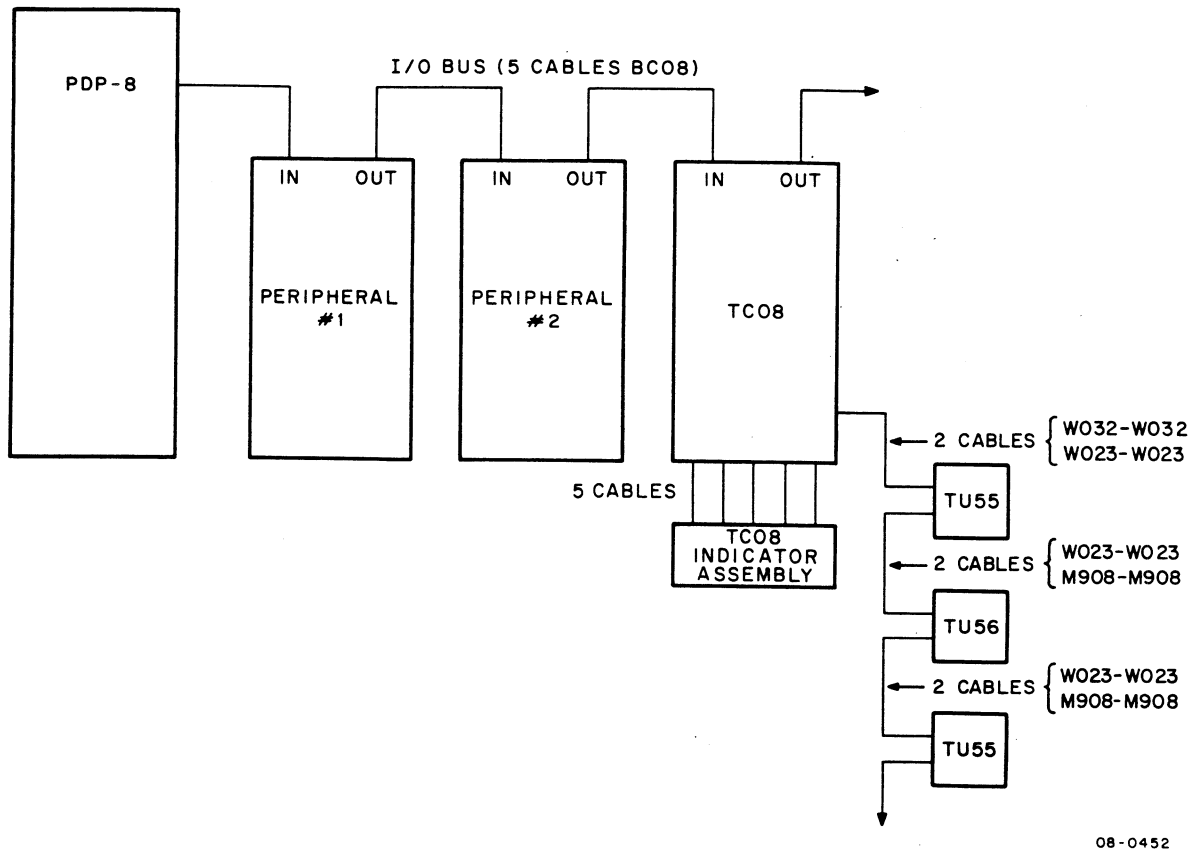 PDP-8
I/O BUS (5 CABLES BC08)
IN OUT
IN OUT
IN OUT
PERIPHERAL
#1
PERIPHERAL
#2
TC08
2 CABLES
W032-W032
W023-W023
5 CABLES
TU55
TC08
INDICATOR
ASSEMBLY
2 CABLES
W023-W023
M908-M908
TU56
2 CABLES
W023-W023
M908-M908
TU55
08-0452